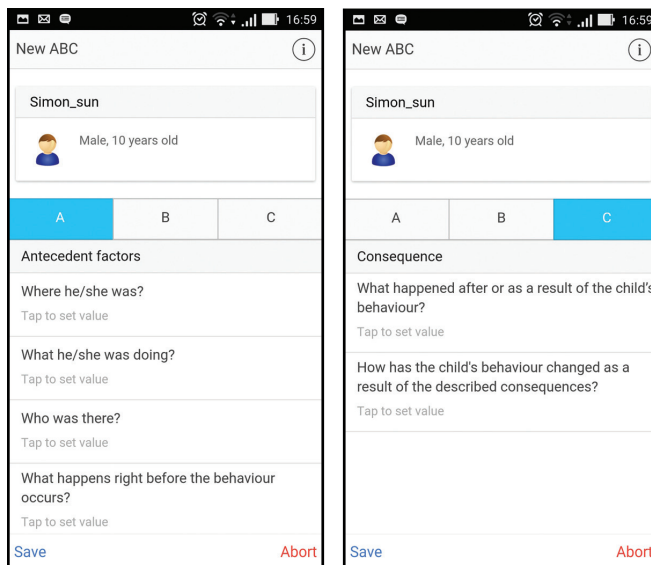 16:59
New ABC
i
Simon_sun
Male, 10 years old
A B C
Antecedent factors
Where he/she was?
Tap to set value
What he/she was doing?
Tap to set value
Who was there?
Tap to set value
What happens right before the behaviour
occurs?
Tap to set value
Save Abort
16:59
New ABC
i
Simon_sun
Male, 10 years old
A B C
Consequence
What happened after or as a result of the child's
behaviour?
Tap to set value
How has the child's behaviour changed as a
result of the described consequences?
Tap to set value
Save Abort